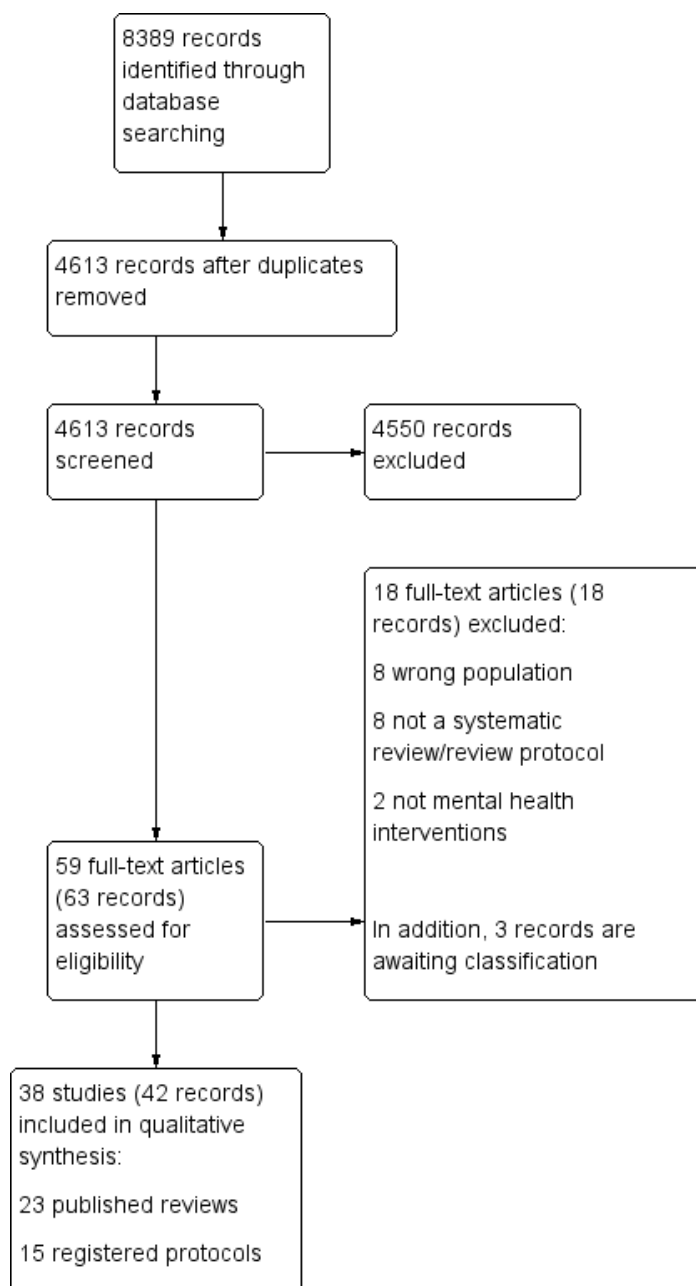 8389 records
identified through
database
searching
4613 records after duplicates
removed
4613 records
screened
4550 records
excluded
18 full-text articles (18
records) excluded:
8 wrong population
8 not a systematic
review/review protocol
2 not mental health
interventions
In addition, 3 records are
awaiting classification
59 full-text articles
(63 records)
assessed for
eligibility
38 studies (42 records)
included in qualitative
synthesis:
23 published reviews
15 registered protocols